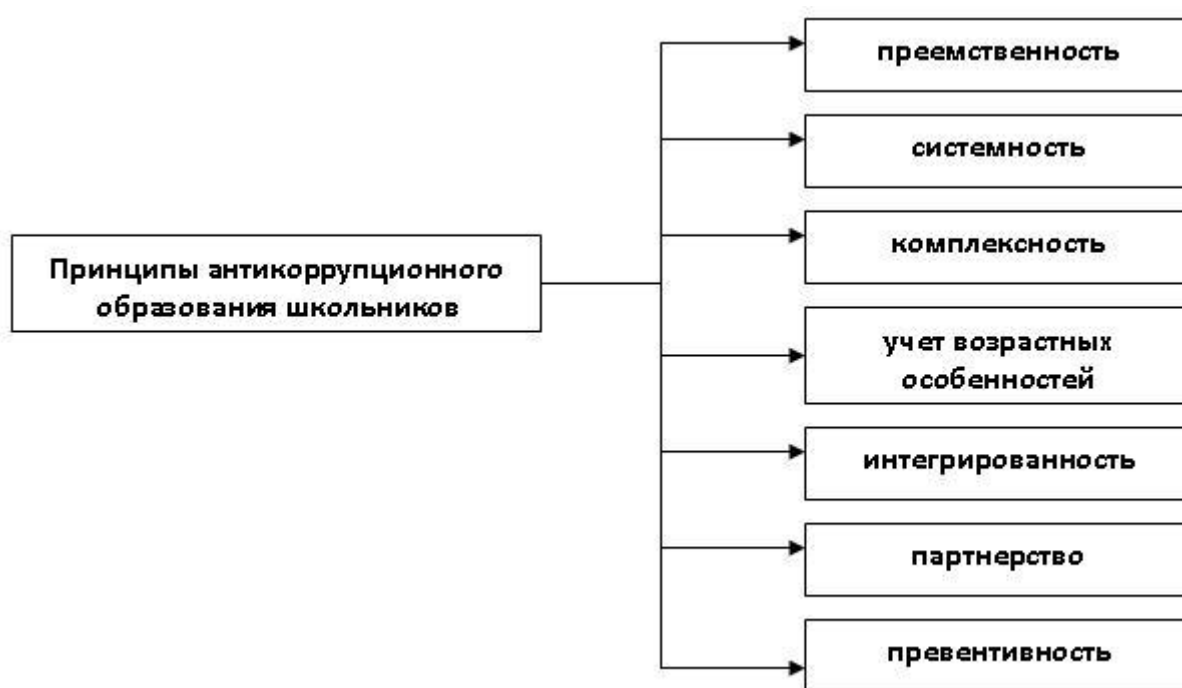 Принципы антикоррупционного
образования школьников
преемственность
системность
комплексность
учет возрастных
особенностей
интегрированность
партнерство
превентивность